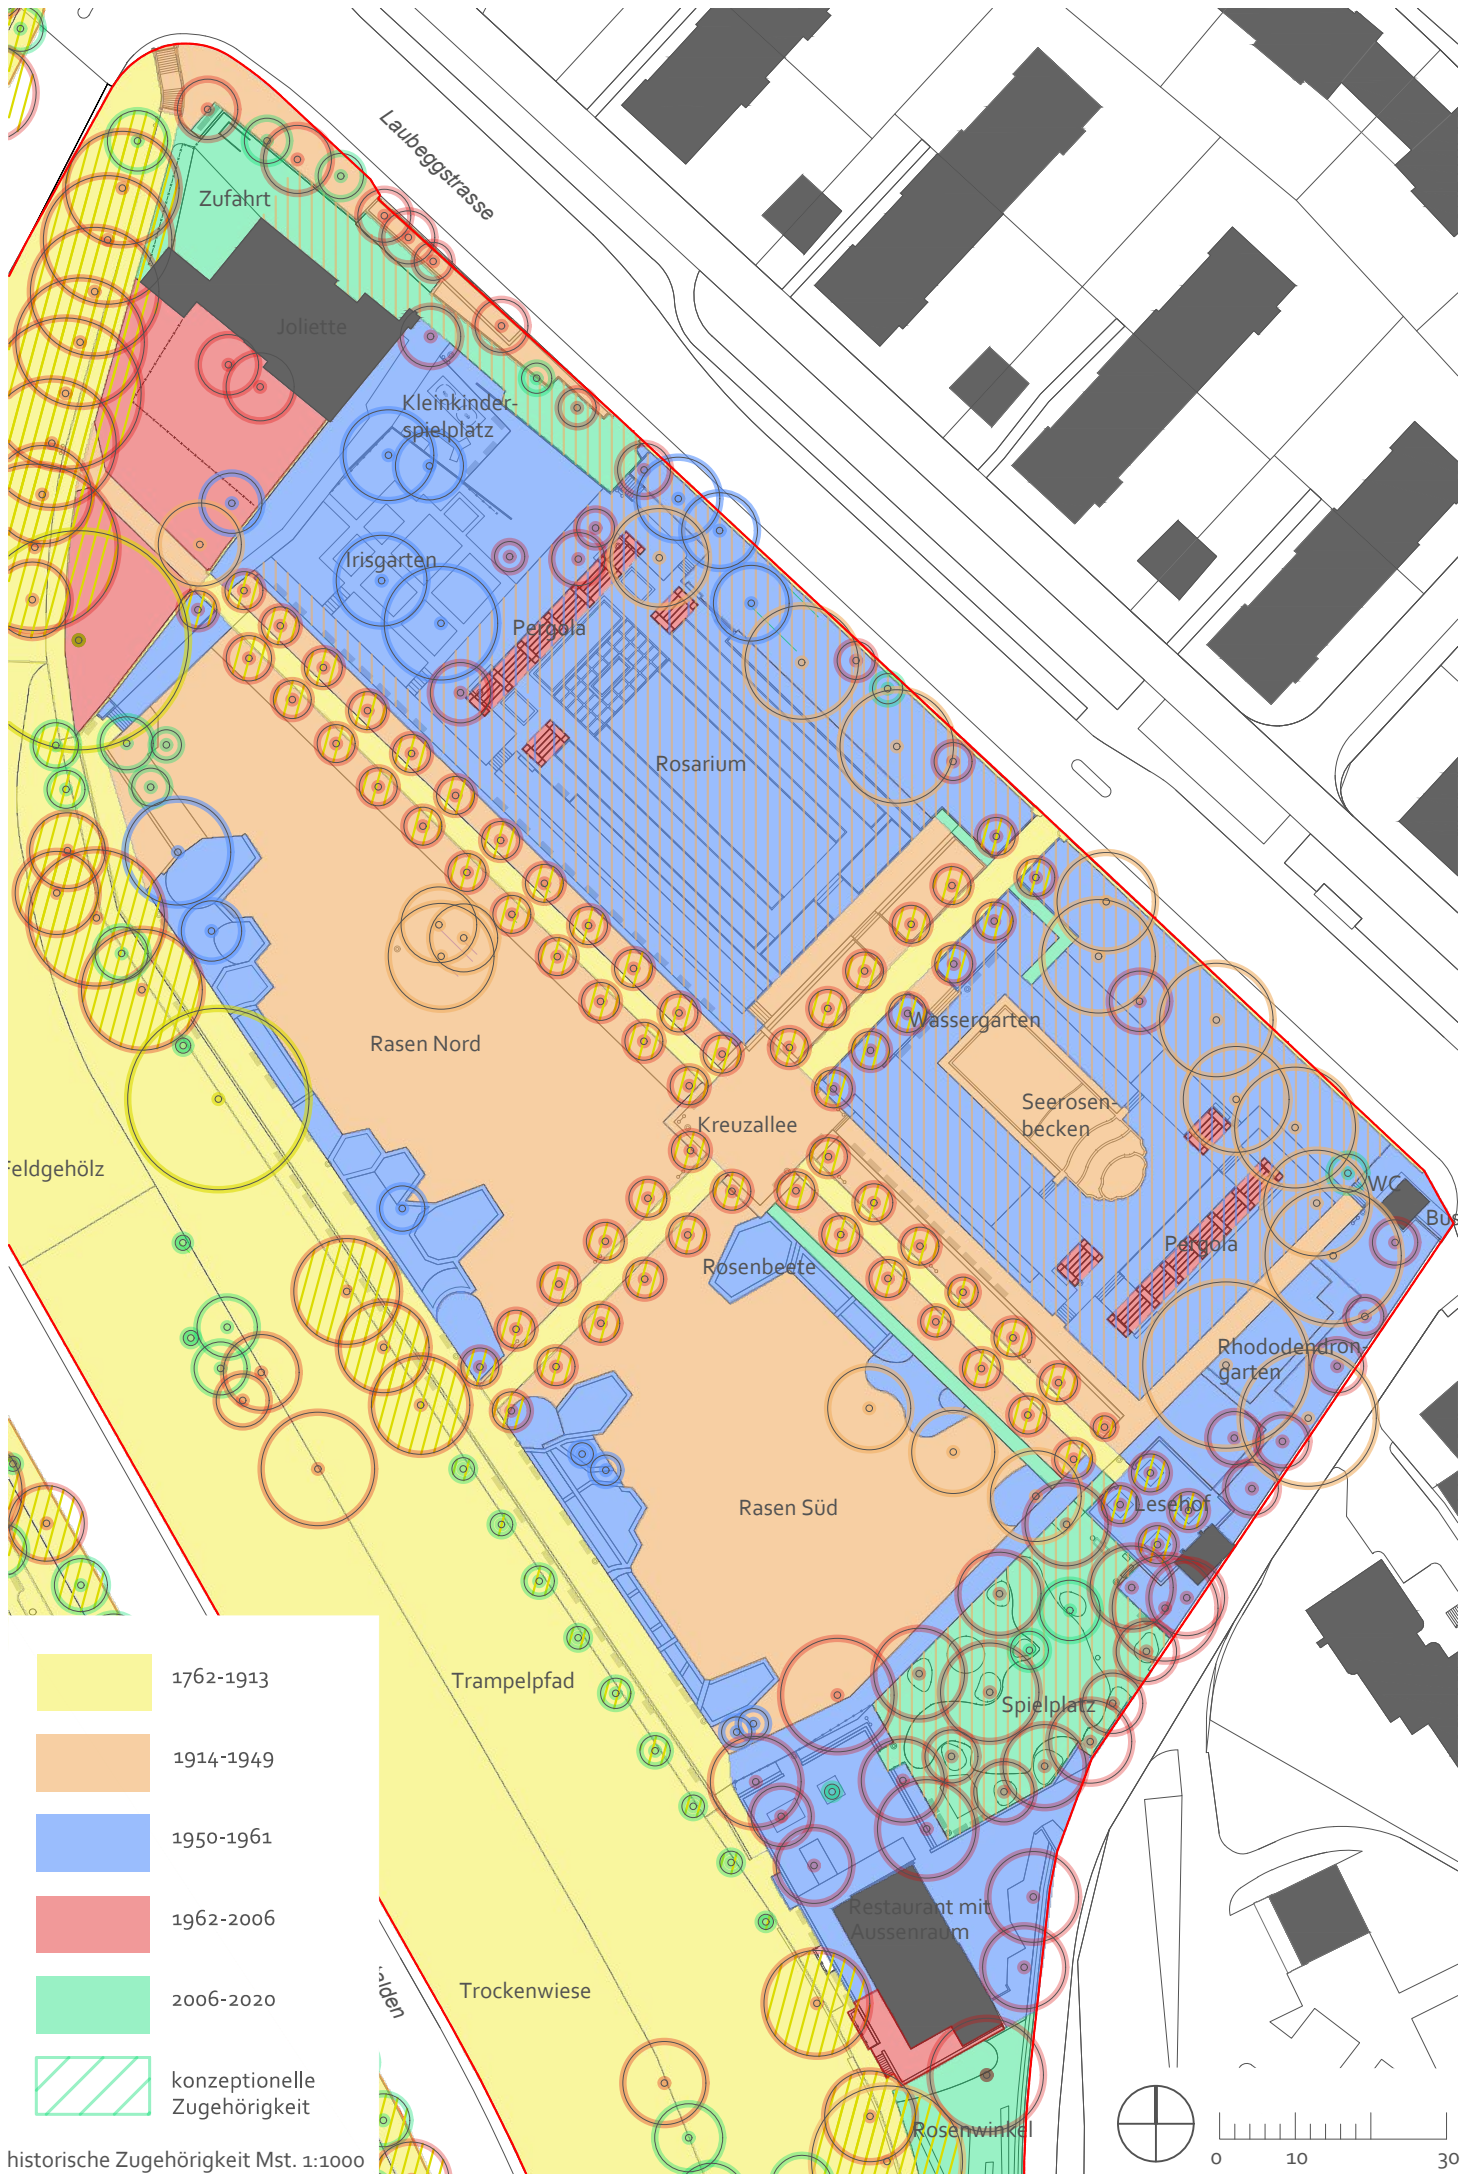 Laubeggstrasse
Zufahrt
Joliette
Kleinkinder-
spielplatz
Irisgarten
Pergola
Rosarium
Rasen Nord
Wassergarten
Seerosen-
becken
Kreuzallee
Feldgehölz
WC
Bus
Pergola
Rosenbeete
Rhododendron-
garten
Lesehof
Rasen Süd
Trampelpfad
Spielplatz
Restaurant mit
Aussenraum
Trockenwiese
alden
Rosenwinkel
1762-1913
1914-1949
1950-1961
1962-2006
2006-2020
konzeptionelle
Zugehörigkeit
historische Zugehörigkeit Mst. 1:1000
0 10 30